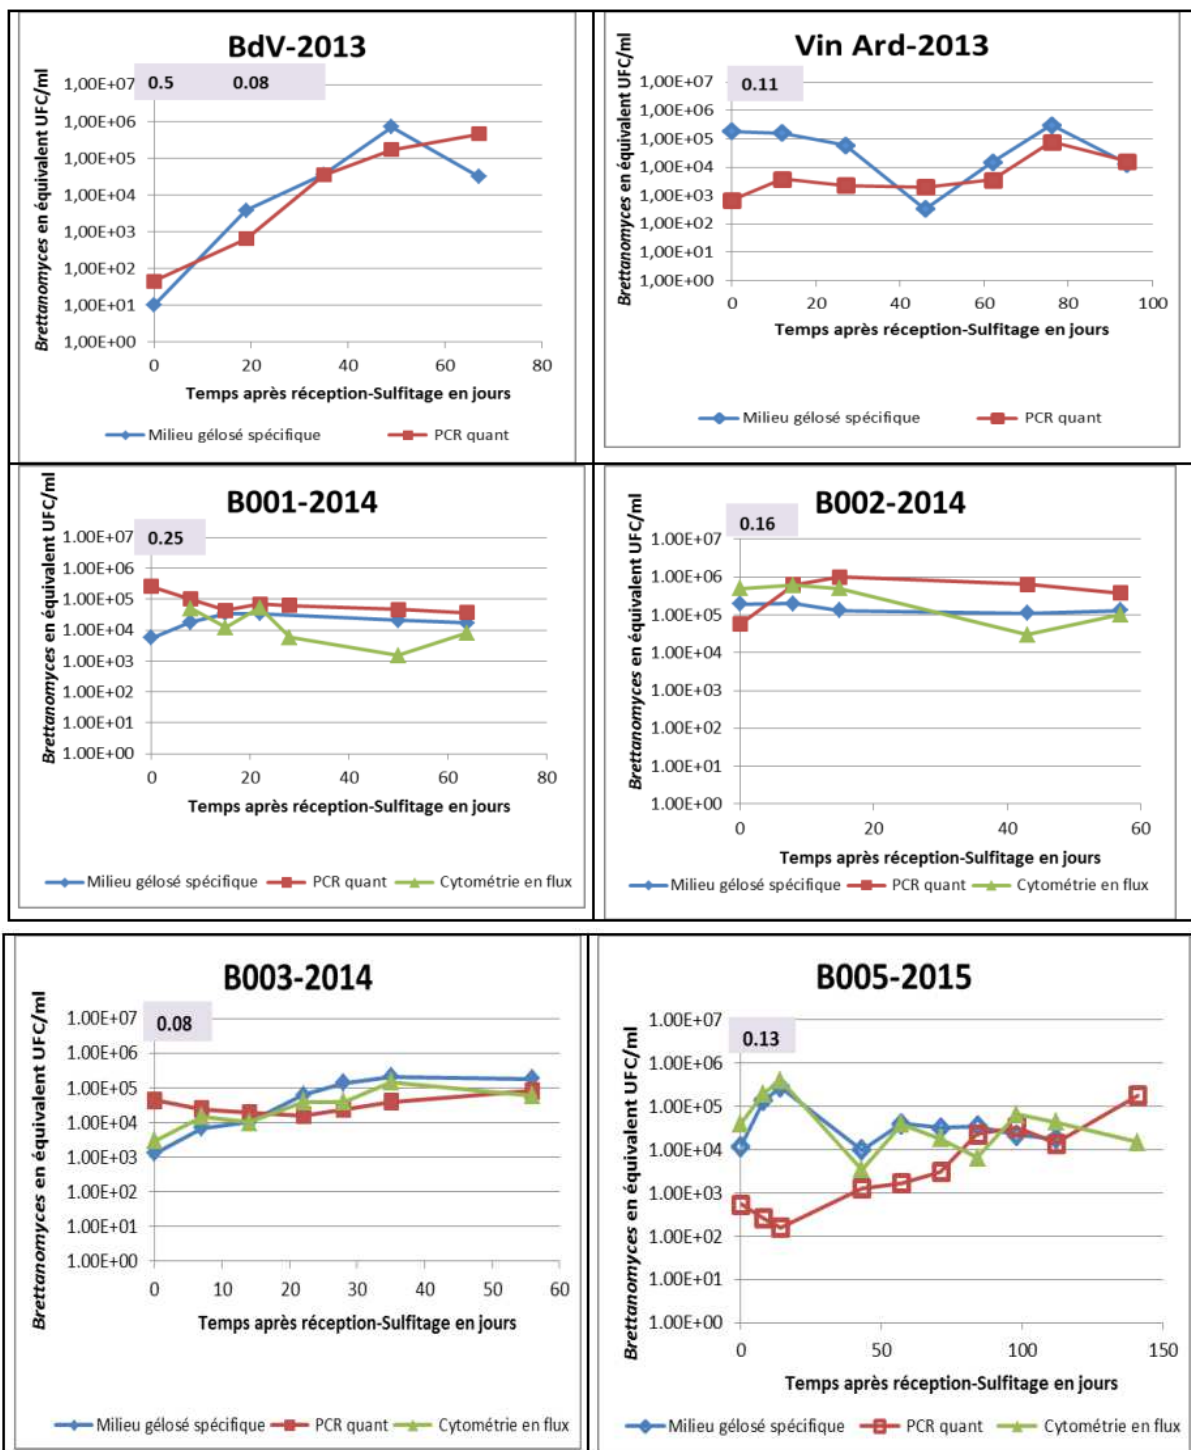 BdV-2013
Brettanomyces en équivalent UFC/ml
1,00E+07
1,00E+06
1,00E+05
1,00E+04
1,00E+03
1,00E+02
1,00E+01
1,00E+00
0.5 0.08
0 20 40 60 80
Temps après réception-Sulfitage en jours
Milieu gélosé spécifique PCR quant
Vin Ard-2013
Brettanomyces en équivalent UFC/ml
1,00E+07
1,00E+06
1,00E+05
1,00E+04
1,00E+03
1,00E+02
1,00E+01
1,00E+00
0.11
0 20 40 60 80 100
Temps après réception-Sulfitage en jours
Milieu gélosé spécifique PCR quant
B001-2014
Brettanomyces en équivalent UFC/ml
1.00E+07
1.00E+06
1.00E+05
1.00E+04
1.00E+03
1.00E+02
1.00E+01
1.00E+00
0.25
0 20 40 60 80
Temps après réception-Sulfitage en jours
Milieu gélosé spécifique PCR quant Cytométrie en flux
B002-2014
Brettanomyces en équivalent UFC/ml
1.00E+07
1.00E+06
1.00E+05
1.00E+04
1.00E+03
1.00E+02
1.00E+01
1.00E+00
0.16
0 20 40 60
Temps après réception-Sulfitage en jours
Milieu gélosé spécifique PCR quant Cytométrie en flux
B003-2014
Brettanomyces en équivalent UFC/ml
1.00E+07
1.00E+06
1.00E+05
1.00E+04
1.00E+03
1.00E+02
1.00E+01
1.00E+00
0.08
0 10 20 30 40 50 60
Temps après réception-Sulfitage en jours
Milieu gélosé spécifique PCR quant Cytométrie en flux
B005-2015
Brettanomyces en équivalent UFC/ml
1.00E+07
1.00E+06
1.00E+05
1.00E+04
1.00E+03
1.00E+02
1.00E+01
1.00E+00
0.13
0 50 100 150
Temps après réception-Sulfitage en jours
Milieu gélosé spécifique PCR quant Cytométrie en flux